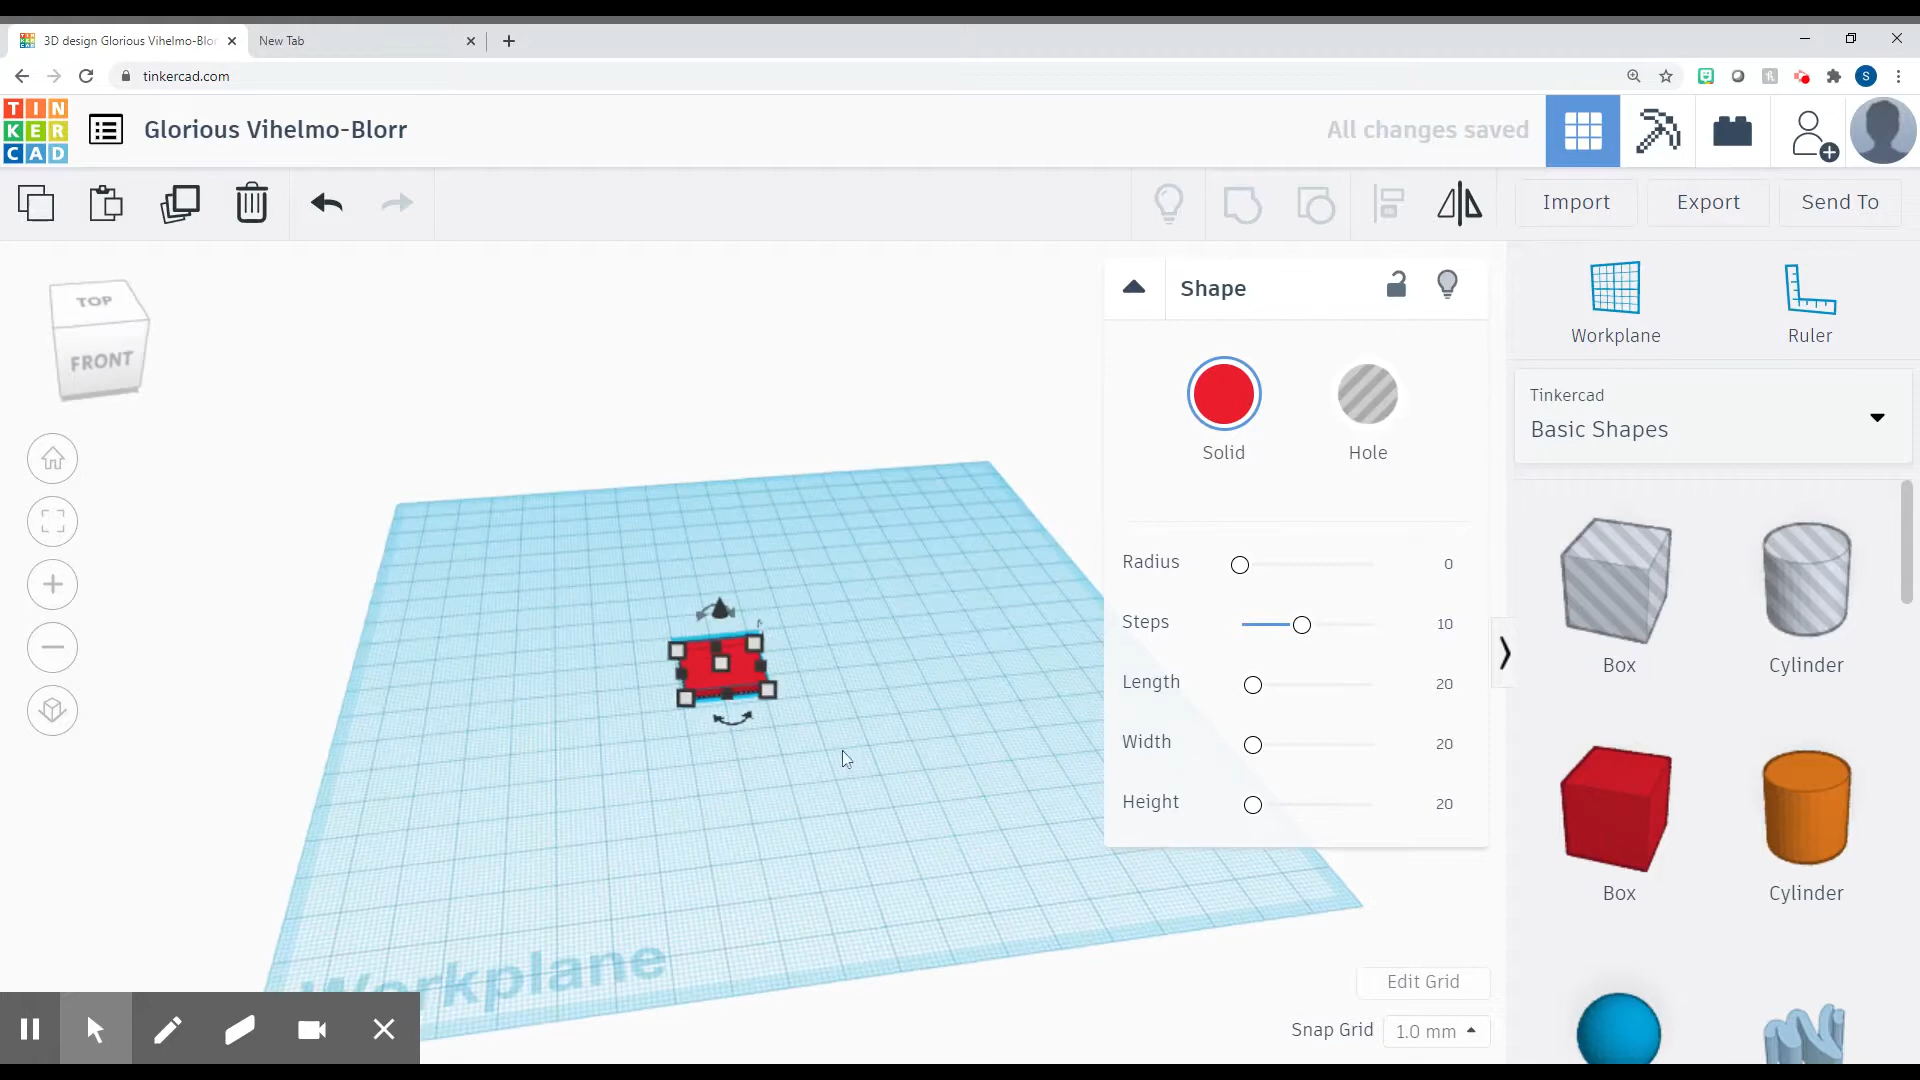 3D design Glorious Vihelmo-Blor
New Tab
tinkercad.com
S
TIN
KER
CAD
Glorious Vihelmo-Blorr
All changes saved
Import
Export
Send To
TOP
FRONT
Shape
Workplane
Ruler
Solid
Hole
Tinkercad
Basic Shapes
Radius 0
Steps 10
Length 20
Width 20
Height 20
Box
Cylinder
Box
Cylinder
Workplane
Edit Grid
Snap Grid 1.0 mm